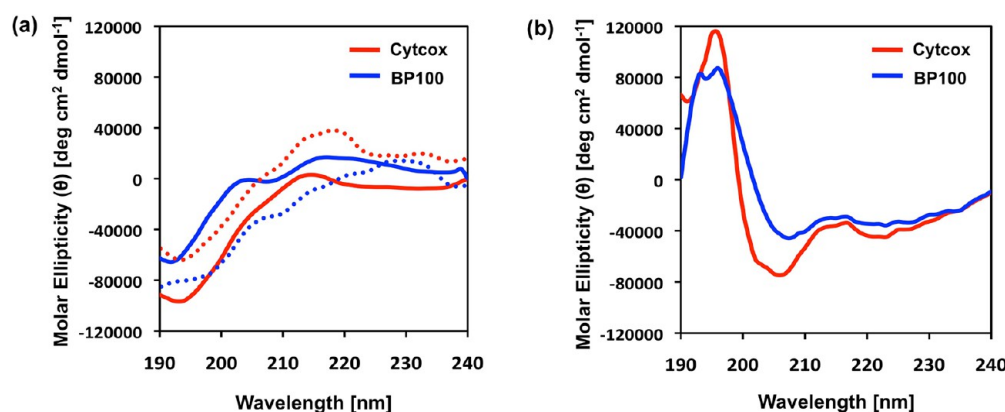 (a)
Molar Ellipticity (θ) [deg cm² dmol⁻¹]
120000
80000
40000
0
-40000
-80000
-120000
Cytcox
BP100
190 200 210 220 230 240
Wavelength [nm]
(b)
Molar Ellipticity (θ) [deg cm² dmol⁻¹]
120000
80000
40000
0
-40000
-80000
-120000
Cytcox
BP100
190 200 210 220 230 240
Wavelength [nm]